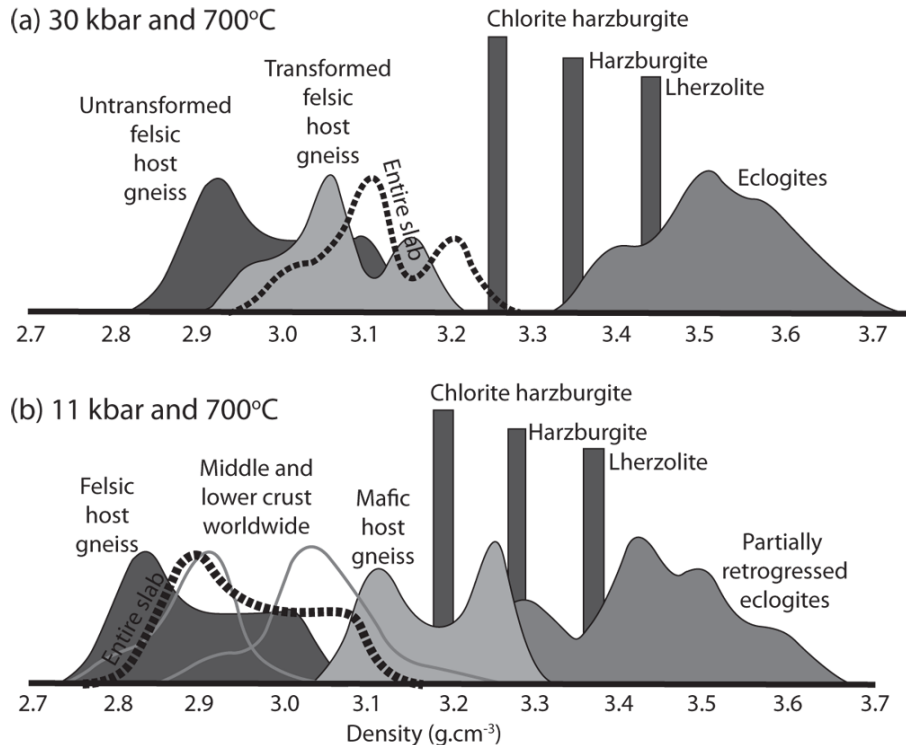 (a) 30 kbar and 700°C
Chlorite harzburgite
Harzburgite
Lherzolite
Transformed
felsic
host
gneiss
Untransformed
felsic
host
gneiss
Entire slab
Eclogites
2.7 2.8 2.9 3.0 3.1 3.2 3.3 3.4 3.5 3.6 3.7
(b) 11 kbar and 700°C
Chlorite harzburgite
Harzburgite
Lherzolite
Felsic
host
gneiss
Middle and
lower crust
worldwide
Mafic
host
gneiss
Entire slab
Partially
retrogressed
eclogites
2.7 2.8 2.9 3.0 3.1 3.2 3.3 3.4 3.5 3.6 3.7
Density (g.cm⁻³)